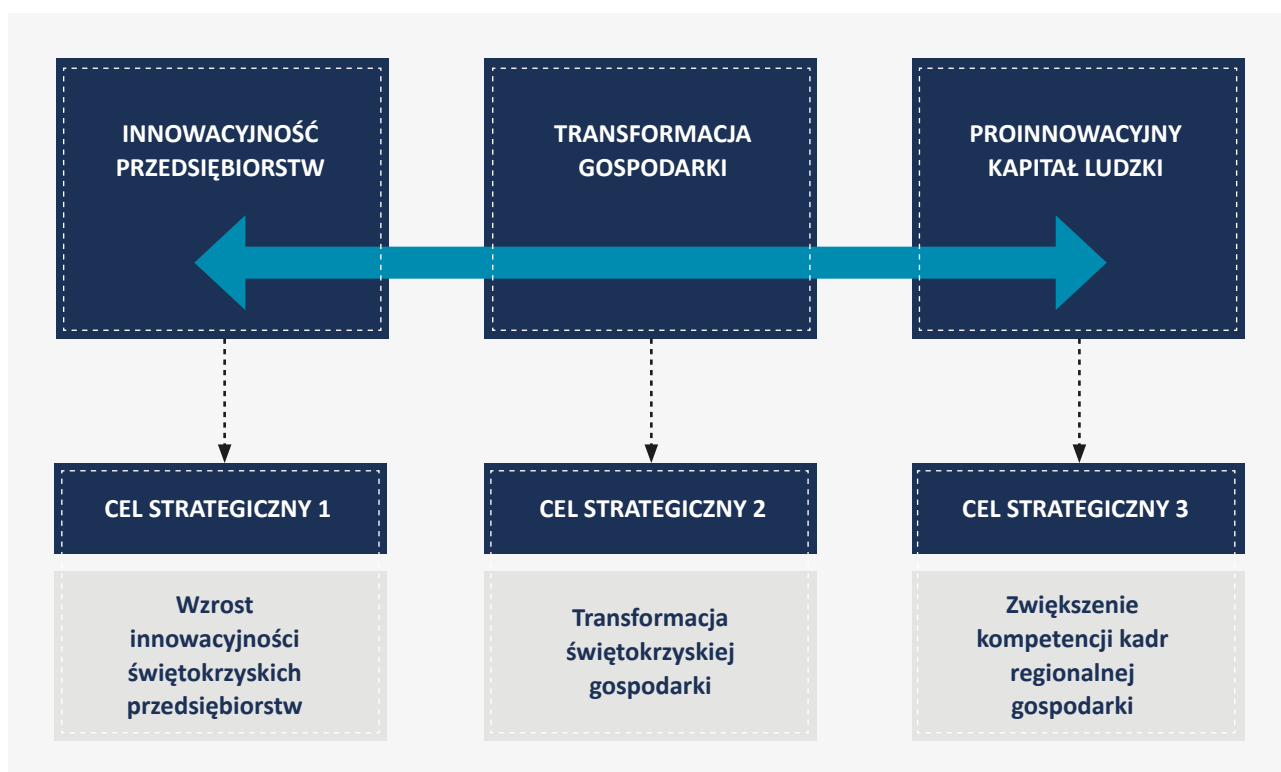 INNOWACYJNOŚĆ
PRZEDSIĘBIORSTW
TRANSFORMACJA
GOSPODARKI
PROINNOWACYJNY
KAPITAŁ LUDZKI
CEL STRATEGICZNY 1
CEL STRATEGICZNY 2
CEL STRATEGICZNY 3
Wzrost
innowacyjności
świętokrzyskich
przedsiębiorstw
Transformacja
świętokrzyskiej
gospodarki
Zwiększenie
kompetencji kadr
regionalnej
gospodarki